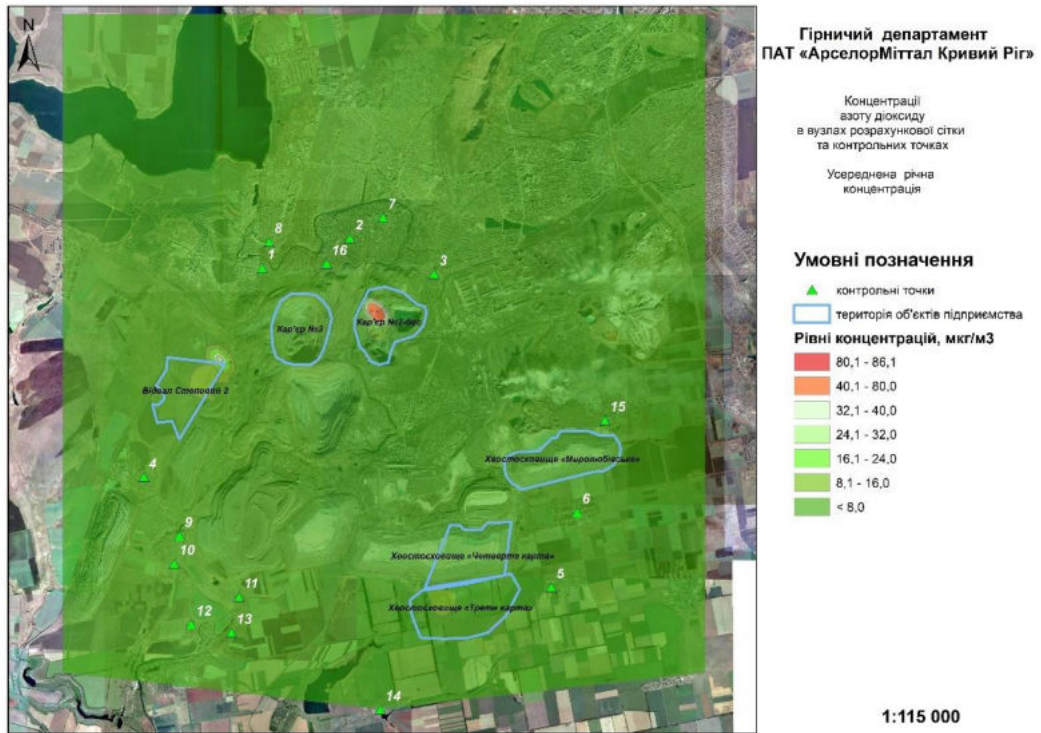 N
Гірничий департамент
ПАТ «АрселорМіттал Кривий Ріг»
Концентрації
азоту діоксиду
в вузлах розрахункової сітки
та контрольних точках
Усереднена річна
концентрація
7
2
8
16
1
3
Кар'єр №3
Кар'єр №2-біс
Відвал Степовий 2
15
Хвостосховище «Миролюбівське»
4
6
9
Хвостосховище «Четверта карта»
10
5
11
Хвостосховище «Третя карта»
12
13
14
Умовні позначення
контрольні точки
територія об'єктів підприємства
Рівні концентрацій, мкг/м3
80,1 - 86,1
40,1 - 80,0
32,1 - 40,0
24,1 - 32,0
16,1 - 24,0
8,1 - 16,0
< 8,0
1:115 000